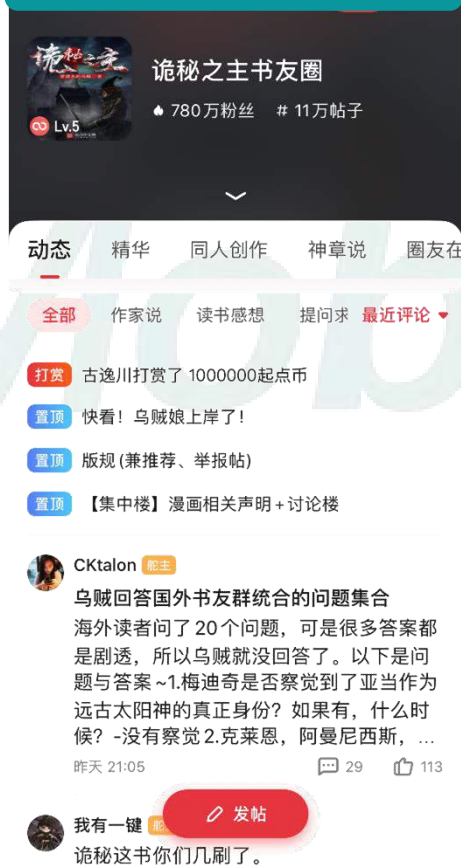 诡秘之主
Lv.5
诡秘之主书友圈
780万粉丝 # 11万帖子
动态 精华 同人创作 神章说 圈友在
全部 作家说 读书感想 提问求 最近评论
打赏 古逸川打赏了 1000000起点币
置顶 快看！乌贼娘上岸了！
置顶 版规(兼推荐、举报帖)
置顶 【集中楼】漫画相关声明+讨论楼
CKtalon 舵主
乌贼回答国外书友群统合的问题集合
海外读者问了20个问题，可是很多答案都
是剧透，所以乌贼就没回答了。以下是问
题与答案~1.梅迪奇是否察觉到了亚当作为
远古太阳神的真正身份？如果有，什么时
候？-没有察觉2.克莱恩，阿曼尼西斯，...
昨天 21:05 29 113
我有一键
发帖
诡秘这书你们几刷了。